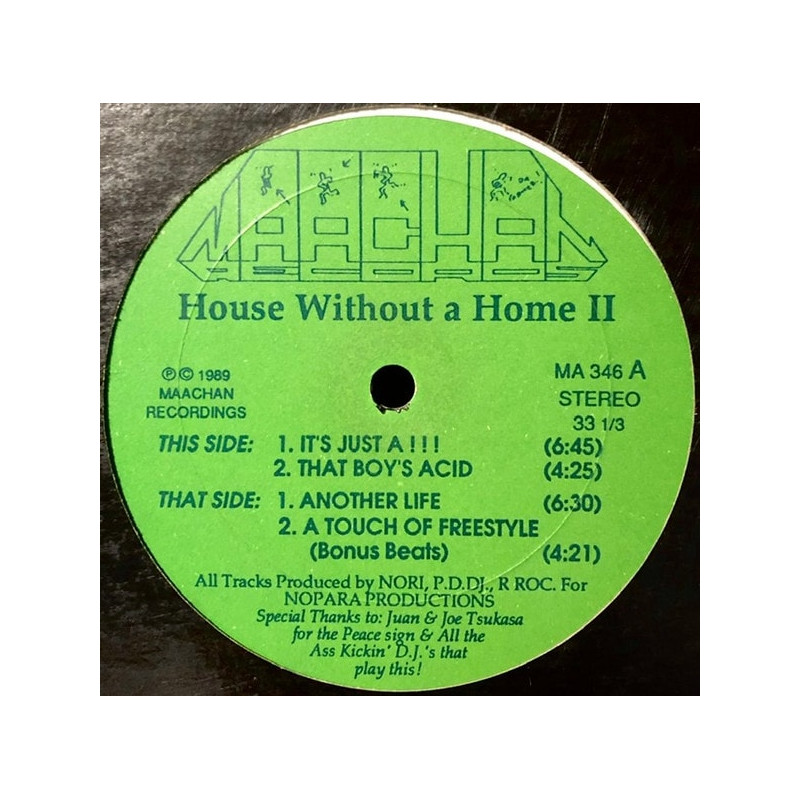 MAACHAN
RECORDS
House Without a Home II
℗ © 1989
MAACHAN
RECORDINGS
MA 346 A
STEREO
33 1/3
THIS SIDE: 1. IT'S JUST A ! ! ! (6:45)
2. THAT BOY'S ACID (4:25)
THAT SIDE: 1. ANOTHER LIFE (6:30)
2. A TOUCH OF FREESTYLE
(Bonus Beats) (4:21)
All Tracks Produced by NORI, P.D.DJ., R ROC. For
NOPARA PRODUCTIONS
Special Thanks to: Juan & Joe Tsukasa
for the Peace sign & All the
Ass Kickin' D.J.'s that
play this!